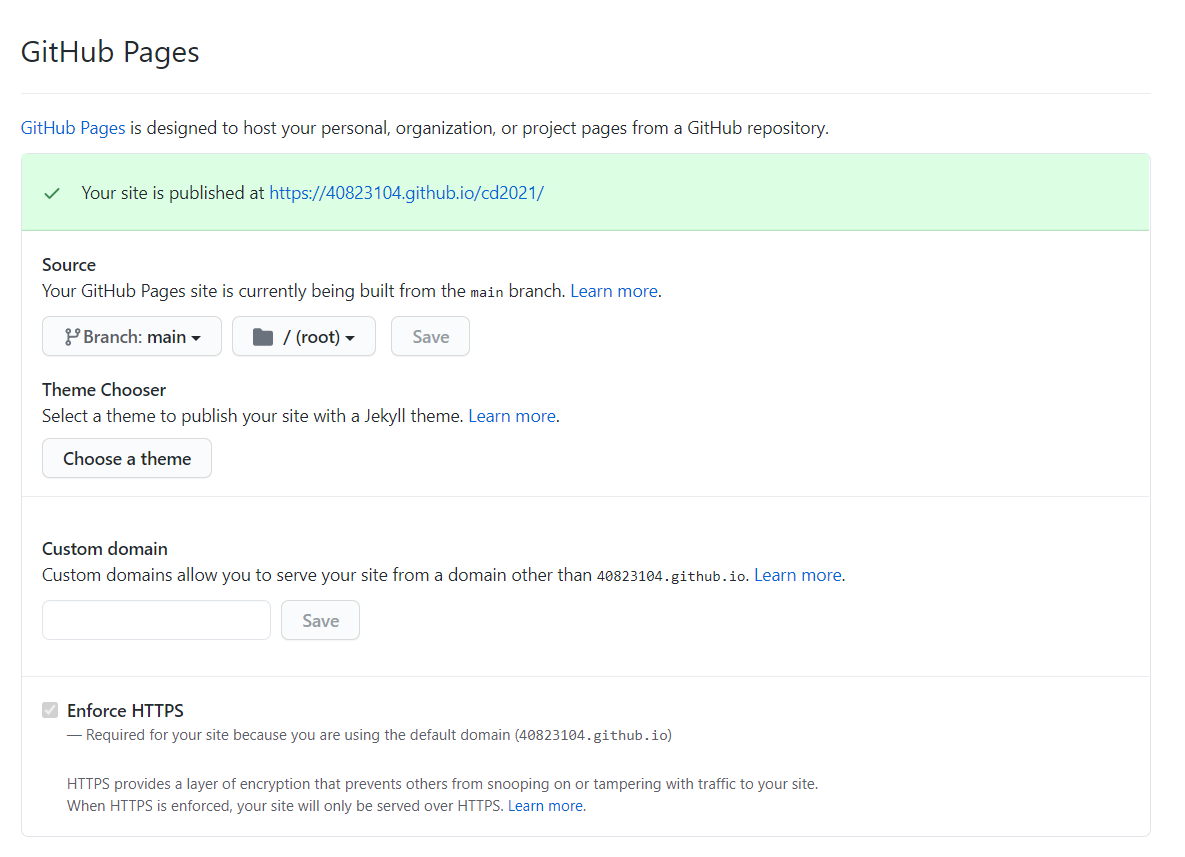 GitHub Pages
GitHub Pages is designed to host your personal, organization, or project pages from a GitHub repository.
Your site is published at https://40823104.github.io/cd2021/
Source
Your GitHub Pages site is currently being built from the main branch. Learn more.
Branch: main / (root) Save
Theme Chooser
Select a theme to publish your site with a Jekyll theme. Learn more.
Choose a theme
Custom domain
Custom domains allow you to serve your site from a domain other than 40823104.github.io. Learn more.
Save
Enforce HTTPS
— Required for your site because you are using the default domain (40823104.github.io)
HTTPS provides a layer of encryption that prevents others from snooping on or tampering with traffic to your site.
When HTTPS is enforced, your site will only be served over HTTPS. Learn more.